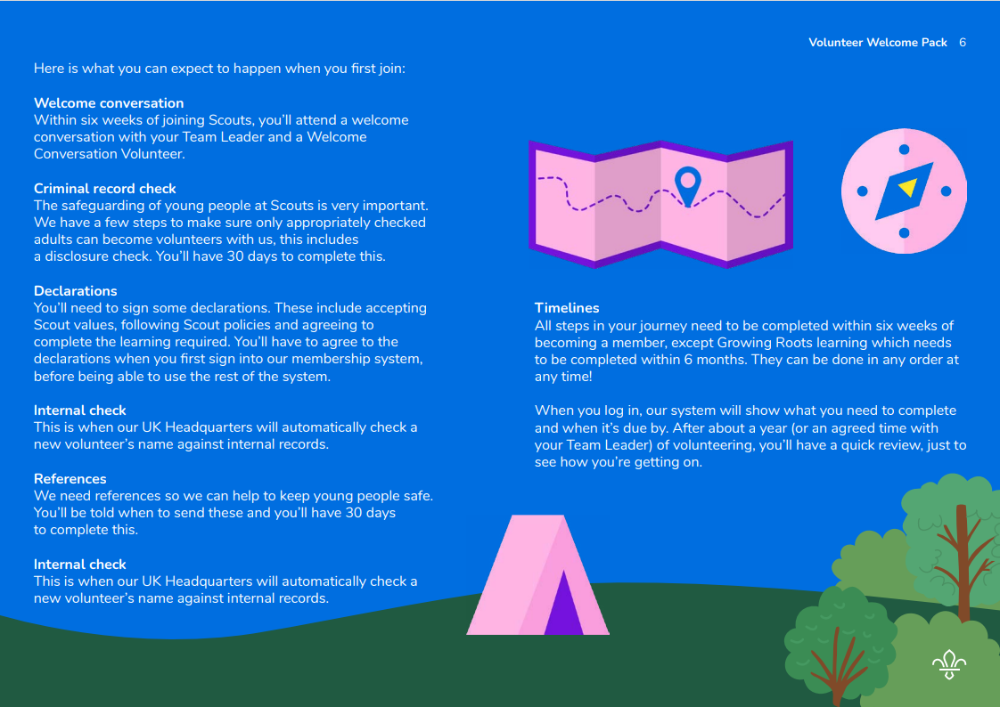 Volunteer Welcome Pack 6
Here is what you can expect to happen when you first join:
Welcome conversation
Within six weeks of joining Scouts, you’ll attend a welcome
conversation with your Team Leader and a Welcome
Conversation Volunteer.
Criminal record check
The safeguarding of young people at Scouts is very important.
We have a few steps to make sure only appropriately checked
adults can become volunteers with us, this includes
a disclosure check. You’ll have 30 days to complete this.
Declarations
You’ll need to sign some declarations. These include accepting
Scout values, following Scout policies and agreeing to
complete the learning required. You’ll have to agree to the
declarations when you first sign into our membership system,
before being able to use the rest of the system.
Internal check
This is when our UK Headquarters will automatically check a
new volunteer’s name against internal records.
References
We need references so we can help to keep young people safe.
You’ll be told when to send these and you’ll have 30 days
to complete this.
Internal check
This is when our UK Headquarters will automatically check a
new volunteer’s name against internal records.
Timelines
All steps in your journey need to be completed within six weeks of
becoming a member, except Growing Roots learning which needs
to be completed within 6 months. They can be done in any order at
any time!
When you log in, our system will show what you need to complete
and when it’s due by. After about a year (or an agreed time with
your Team Leader) of volunteering, you’ll have a quick review, just to
see how you’re getting on.